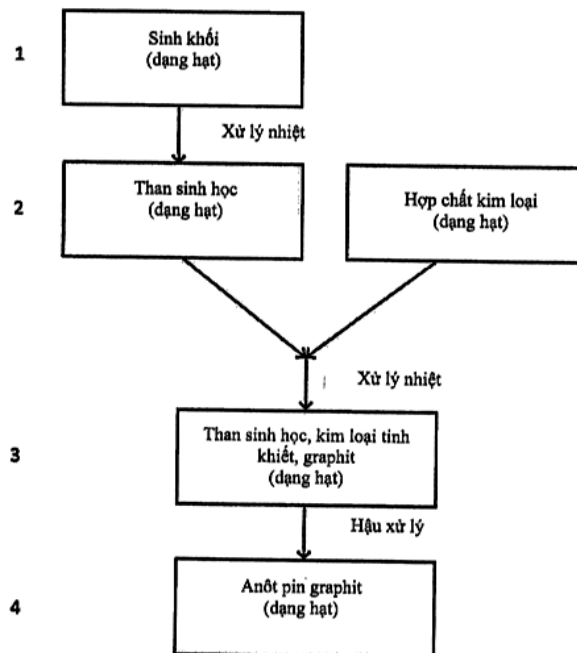 1
Sinh khối
(dạng hạt)
Xử lý nhiệt
2
Than sinh học
(dạng hạt)
Hợp chất kim loại
(dạng hạt)
Xử lý nhiệt
3
Than sinh học, kim loại tinh
khiết, graphit
(dạng hạt)
Hậu xử lý
4
Anôt pin graphit
(dạng hạt)